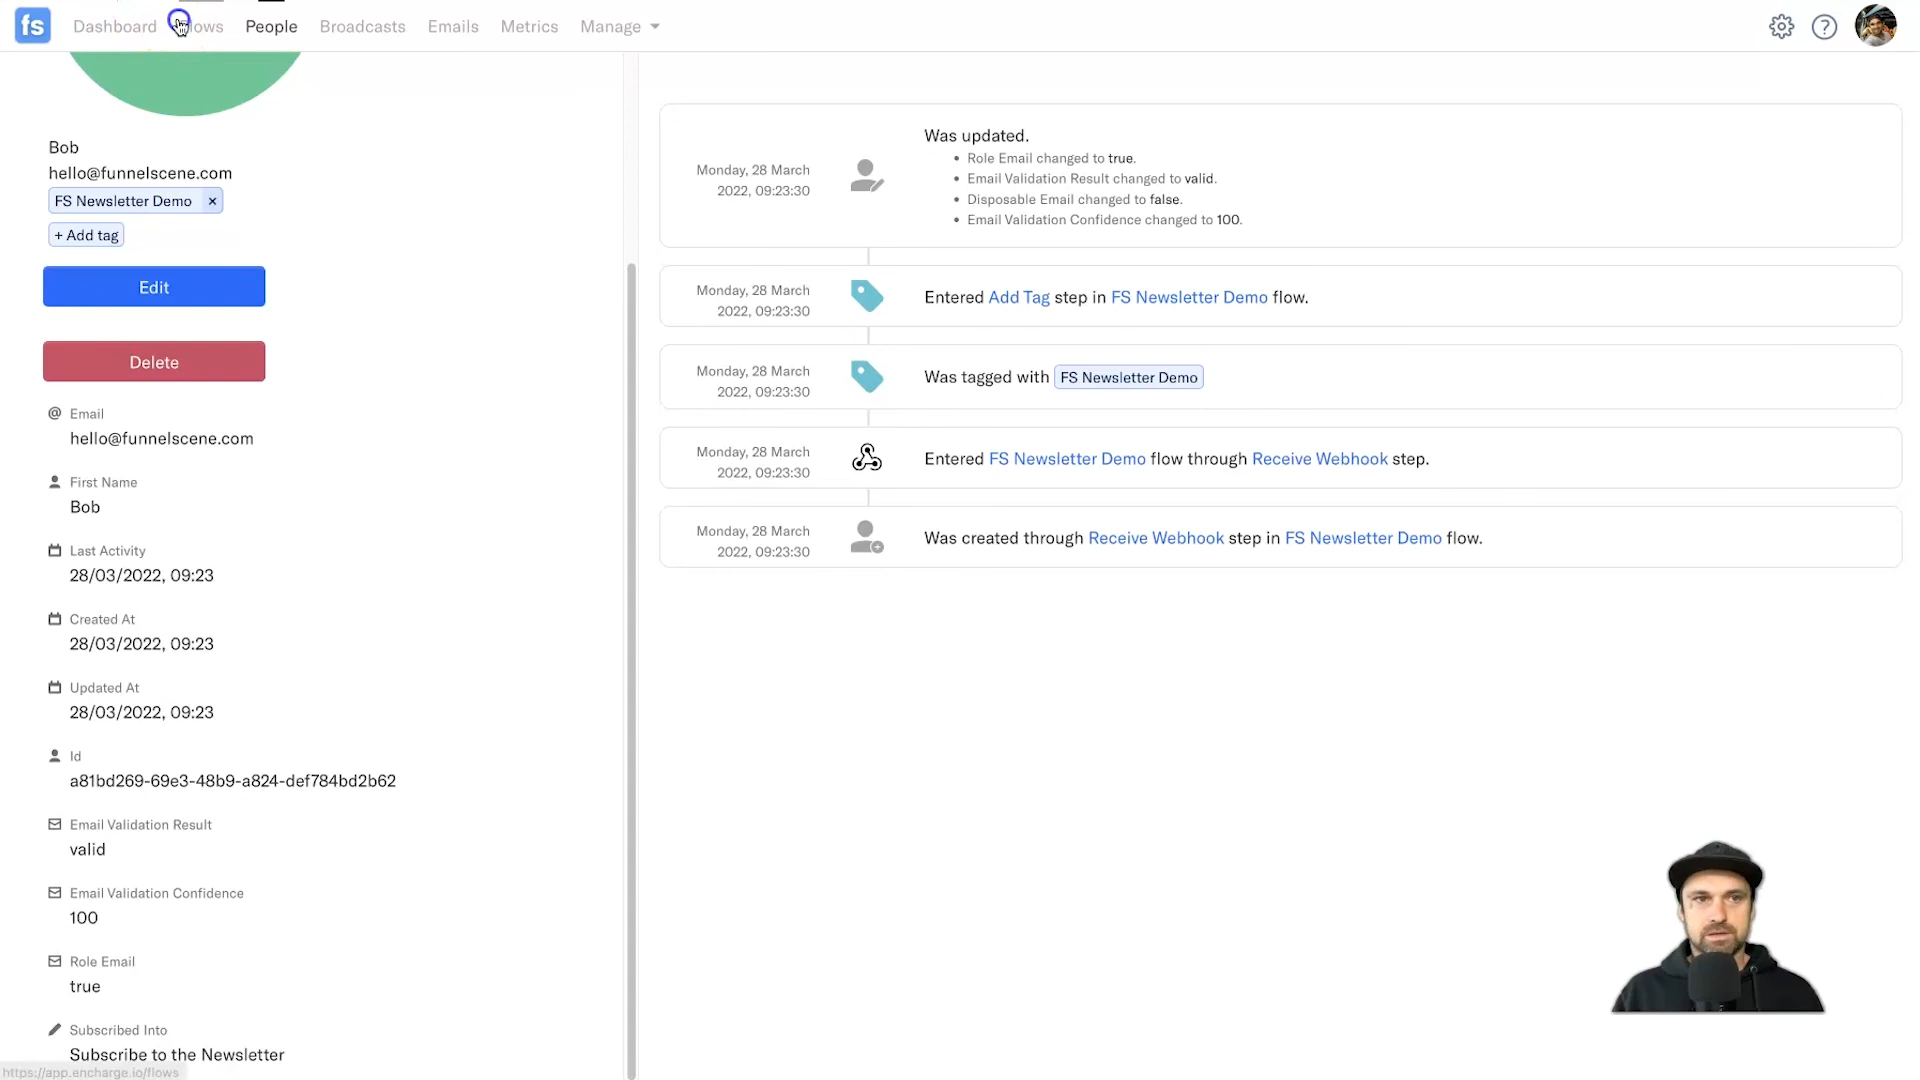 fs Dashboard Flows People Broadcasts Emails Metrics Manage
Bob
hello@funnelscene.com
FS Newsletter Demo ×
+ Add tag
Edit
Delete
Email
hello@funnelscene.com
First Name
Bob
Last Activity
28/03/2022, 09:23
Created At
28/03/2022, 09:23
Updated At
28/03/2022, 09:23
Id
a81bd269-69e3-48b9-a824-def784bd2b62
Email Validation Result
valid
Email Validation Confidence
100
Role Email
true
Subscribed Into
Subscribe to the Newsletter
https://app.encharge.io/flows
Monday, 28 March
2022, 09:23:30
Was updated.
• Role Email changed to true.
• Email Validation Result changed to valid.
• Disposable Email changed to false.
• Email Validation Confidence changed to 100.
Monday, 28 March
2022, 09:23:30
Entered Add Tag step in FS Newsletter Demo flow.
Monday, 28 March
2022, 09:23:30
Was tagged with FS Newsletter Demo
Monday, 28 March
2022, 09:23:30
Entered FS Newsletter Demo flow through Receive Webhook step.
Monday, 28 March
2022, 09:23:30
Was created through Receive Webhook step in FS Newsletter Demo flow.